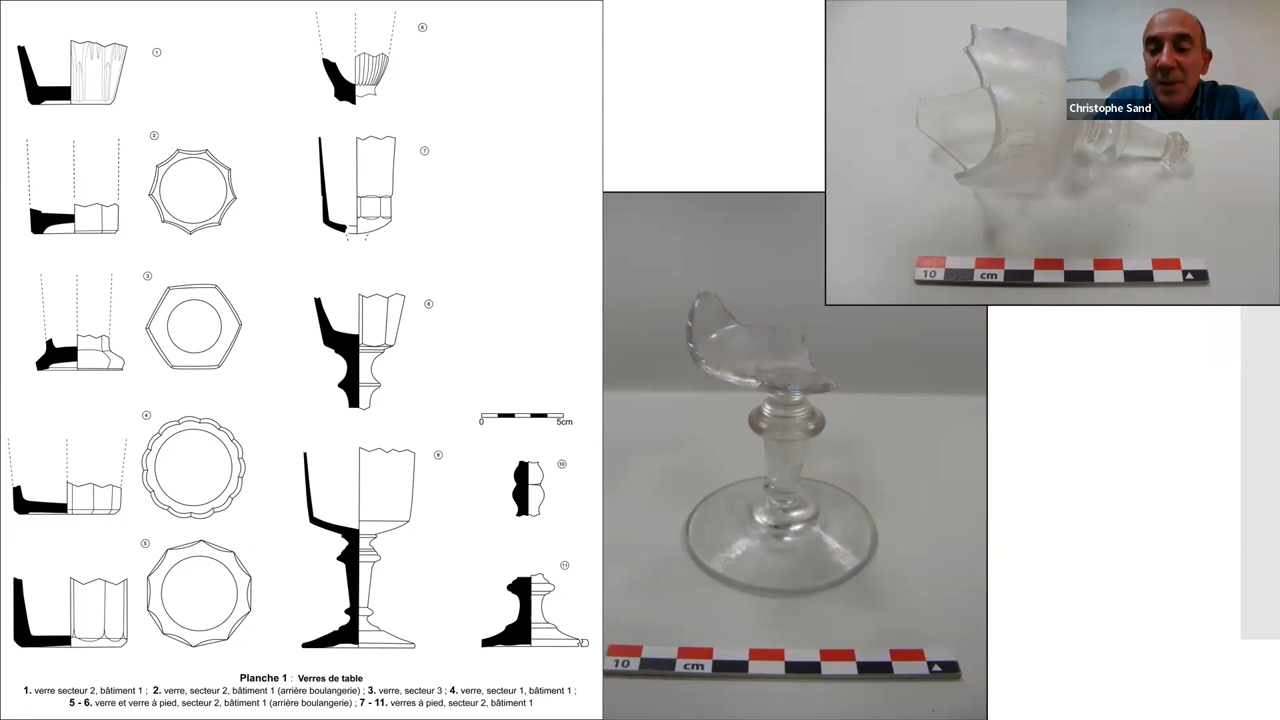 1
2
3
4
5
6
7
8
9
10
11
0 5cm
Planche 1 : Verres de table
1. verre secteur 2, bâtiment 1 ; 2. verre, secteur 2, bâtiment 1 (arrière boulangerie) ; 3. verre, secteur 3 ; 4. verre, secteur 1, bâtiment 1 ;
5 - 6. verre et verre à pied, secteur 2, bâtiment 1 (arrière boulangerie) ; 7 - 11. verres à pied, secteur 2, bâtiment 1
10 cm
10 cm
Christophe Sand